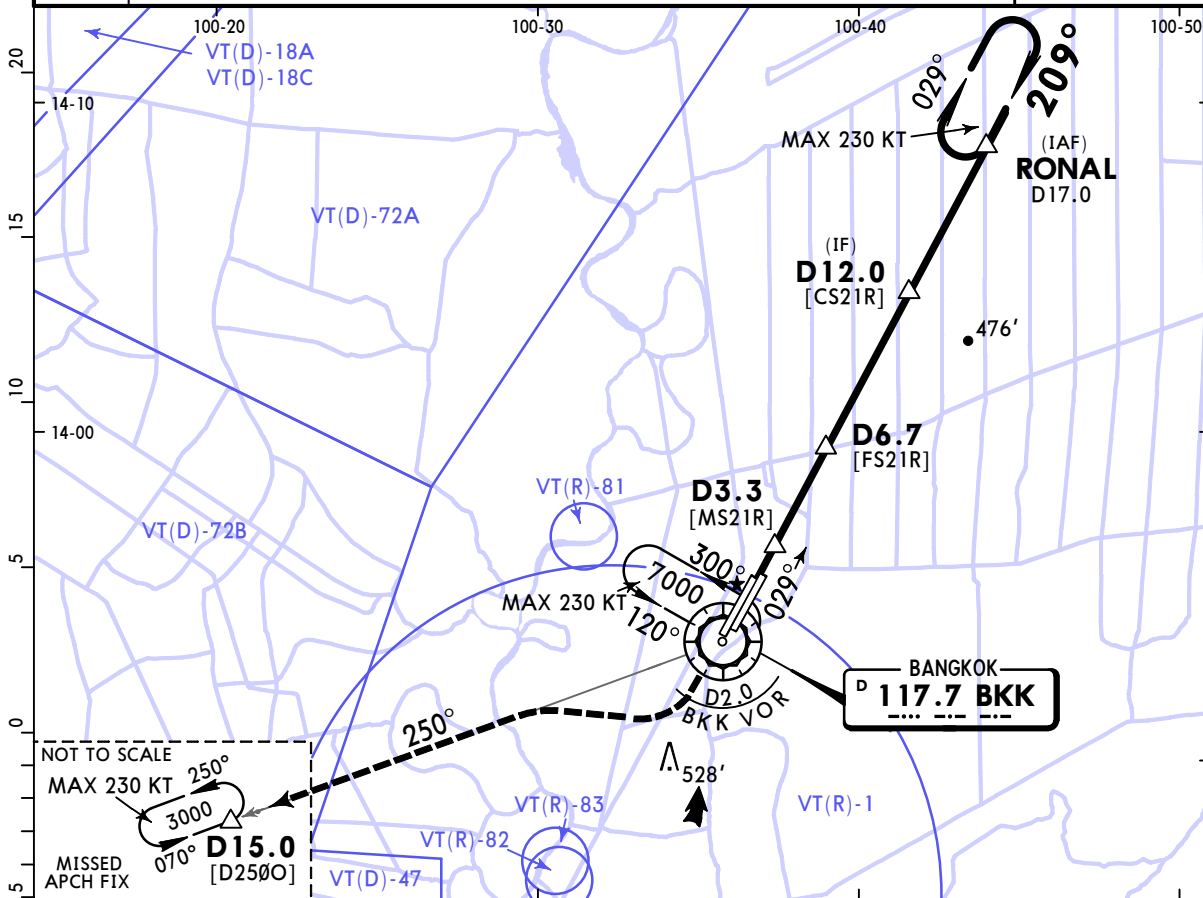 100-20
100-30
100-40
100-50
20
14-10
15
10
14-00
5
0
5
VT(D)-18A
VT(D)-18C
029°
209°
MAX 230 KT
(IAF)
RONAL
D17.0
VT(D)-72A
(IF)
D12.0
[CS21R]
476'
D6.7
[FS21R]
VT(R)-81
D3.3
[MS21R]
VT(D)-72B
300°
7000
MAX 230 KT
120°
029°
BANGKOK
D 117.7 BKK
D2.0
BKK VOR
250°
528'
NOT TO SCALE
MAX 230 KT
250°
3000
070°
D15.0
[D25ØO]
MISSED
APCH FIX
VT(R)-83
VT(R)-82
VT(R)-1
VT(D)-47